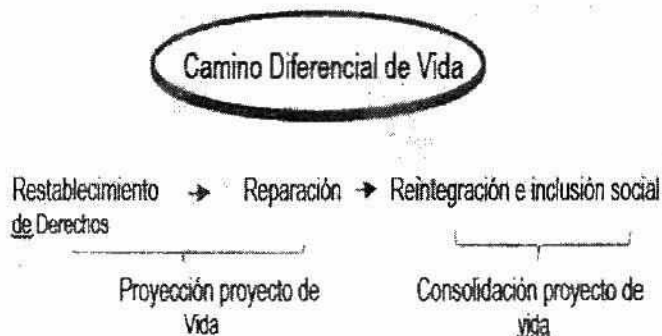 Camino Diferencial de Vida
Restablecimiento → Reparación → Reintegración e inclusión social
de Derechos
Proyección proyecto de Consolidación proyecto de
Vida vida